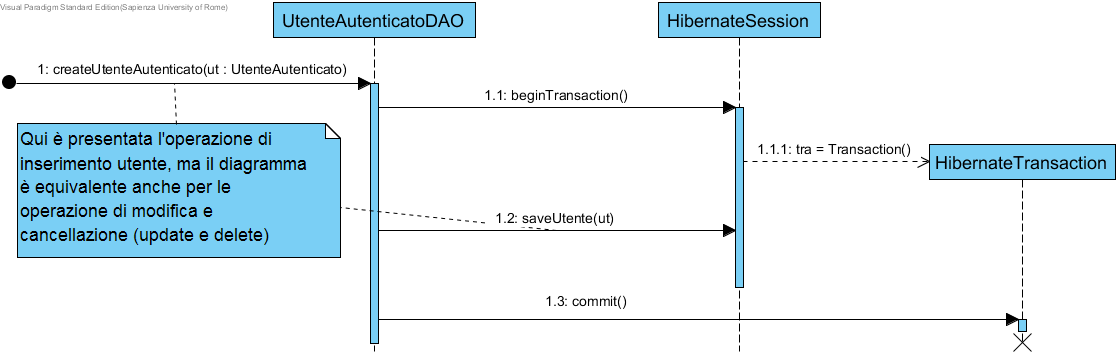 Visual Paradigm Standard Edition(Sapienza University of Rome)
UtenteAutenticatoDAO
HibernateSession
1: createUtenteAutenticato(ut : UtenteAutenticato)
1.1: beginTransaction()
Qui è presentata l'operazione di
inserimento utente, ma il diagramma
è equivalente anche per le
operazione di modifica e
cancellazione (update e delete)
1.1.1: tra = Transaction()
HibernateTransaction
1.2: saveUtente(ut)
1.3: commit()